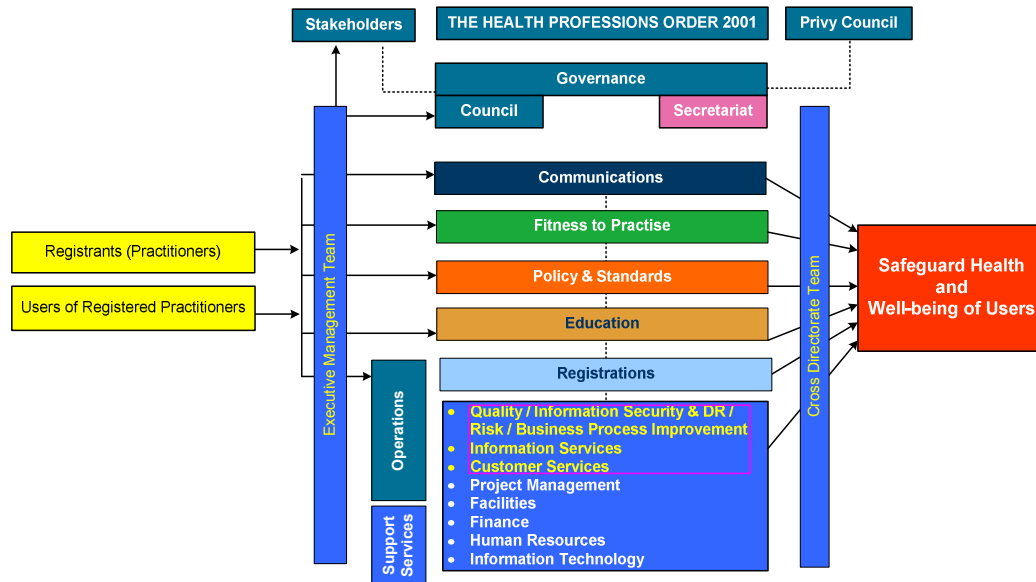 Stakeholders
THE HEALTH PROFESSIONS ORDER 2001
Privy Council
Governance
Council
Secretariat
Communications
Fitness to Practise
Registrants (Practitioners)
Policy & Standards
Users of Registered Practitioners
Education
Registrations
Executive Management Team
Cross Directorate Team
Safeguard Health
and
Well-being of Users
Operations
Support
Services
• Quality / Information Security & DR /
Risk / Business Process Improvement
• Information Services
• Customer Services
• Project Management
• Facilities
• Finance
• Human Resources
• Information Technology